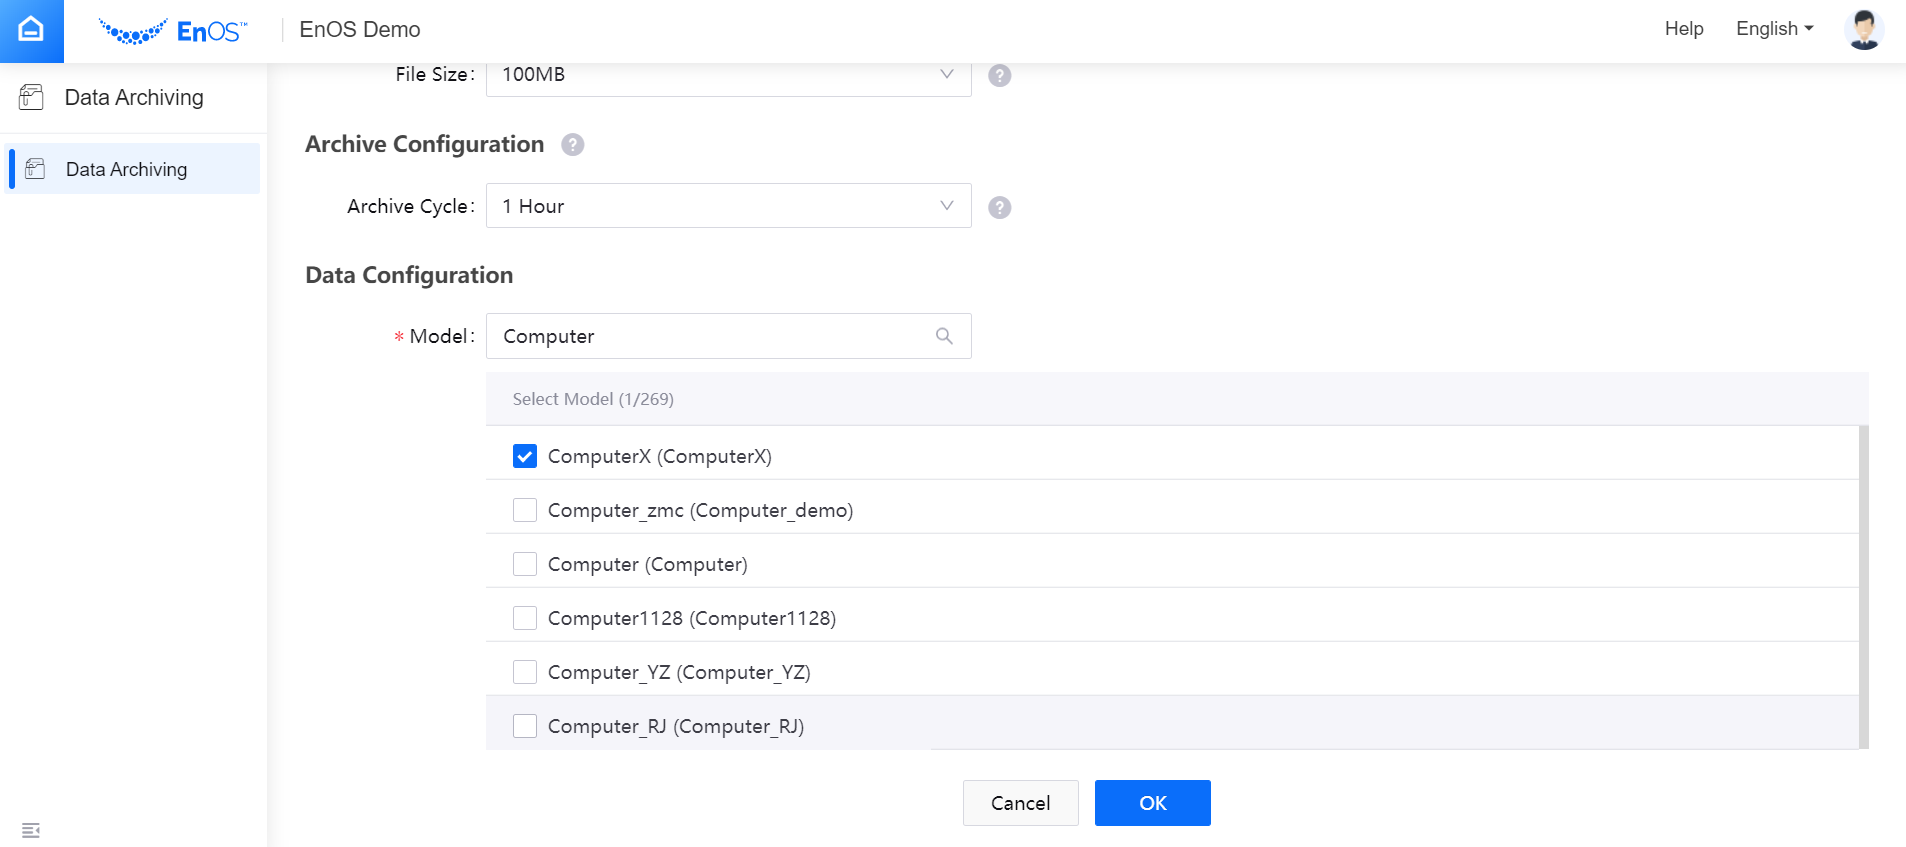 EnOS™ EnOS Demo Help English
Data Archiving
Data Archiving
File Size: 100MB ?
Archive Configuration ?
Archive Cycle: 1 Hour ?
Data Configuration
* Model: Computer
Select Model (1/269)
ComputerX (ComputerX)
Computer_zmc (Computer_demo)
Computer (Computer)
Computer1128 (Computer1128)
Computer_YZ (Computer_YZ)
Computer_RJ (Computer_RJ)
Cancel OK